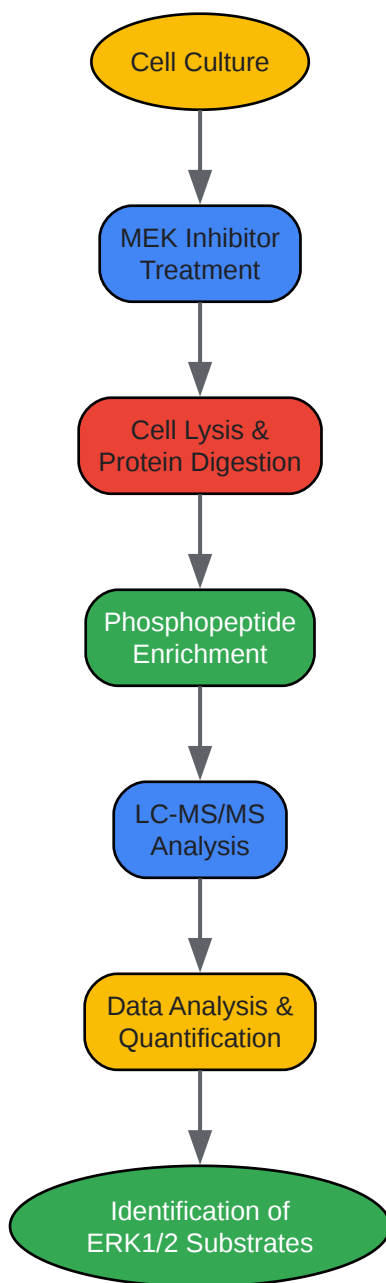 Cell Culture
MEK Inhibitor
Treatment
Cell Lysis &
Protein Digestion
Phosphopeptide
Enrichment
LC-MS/MS
Analysis
Data Analysis &
Quantification
Identification of
ERK1/2 Substrates